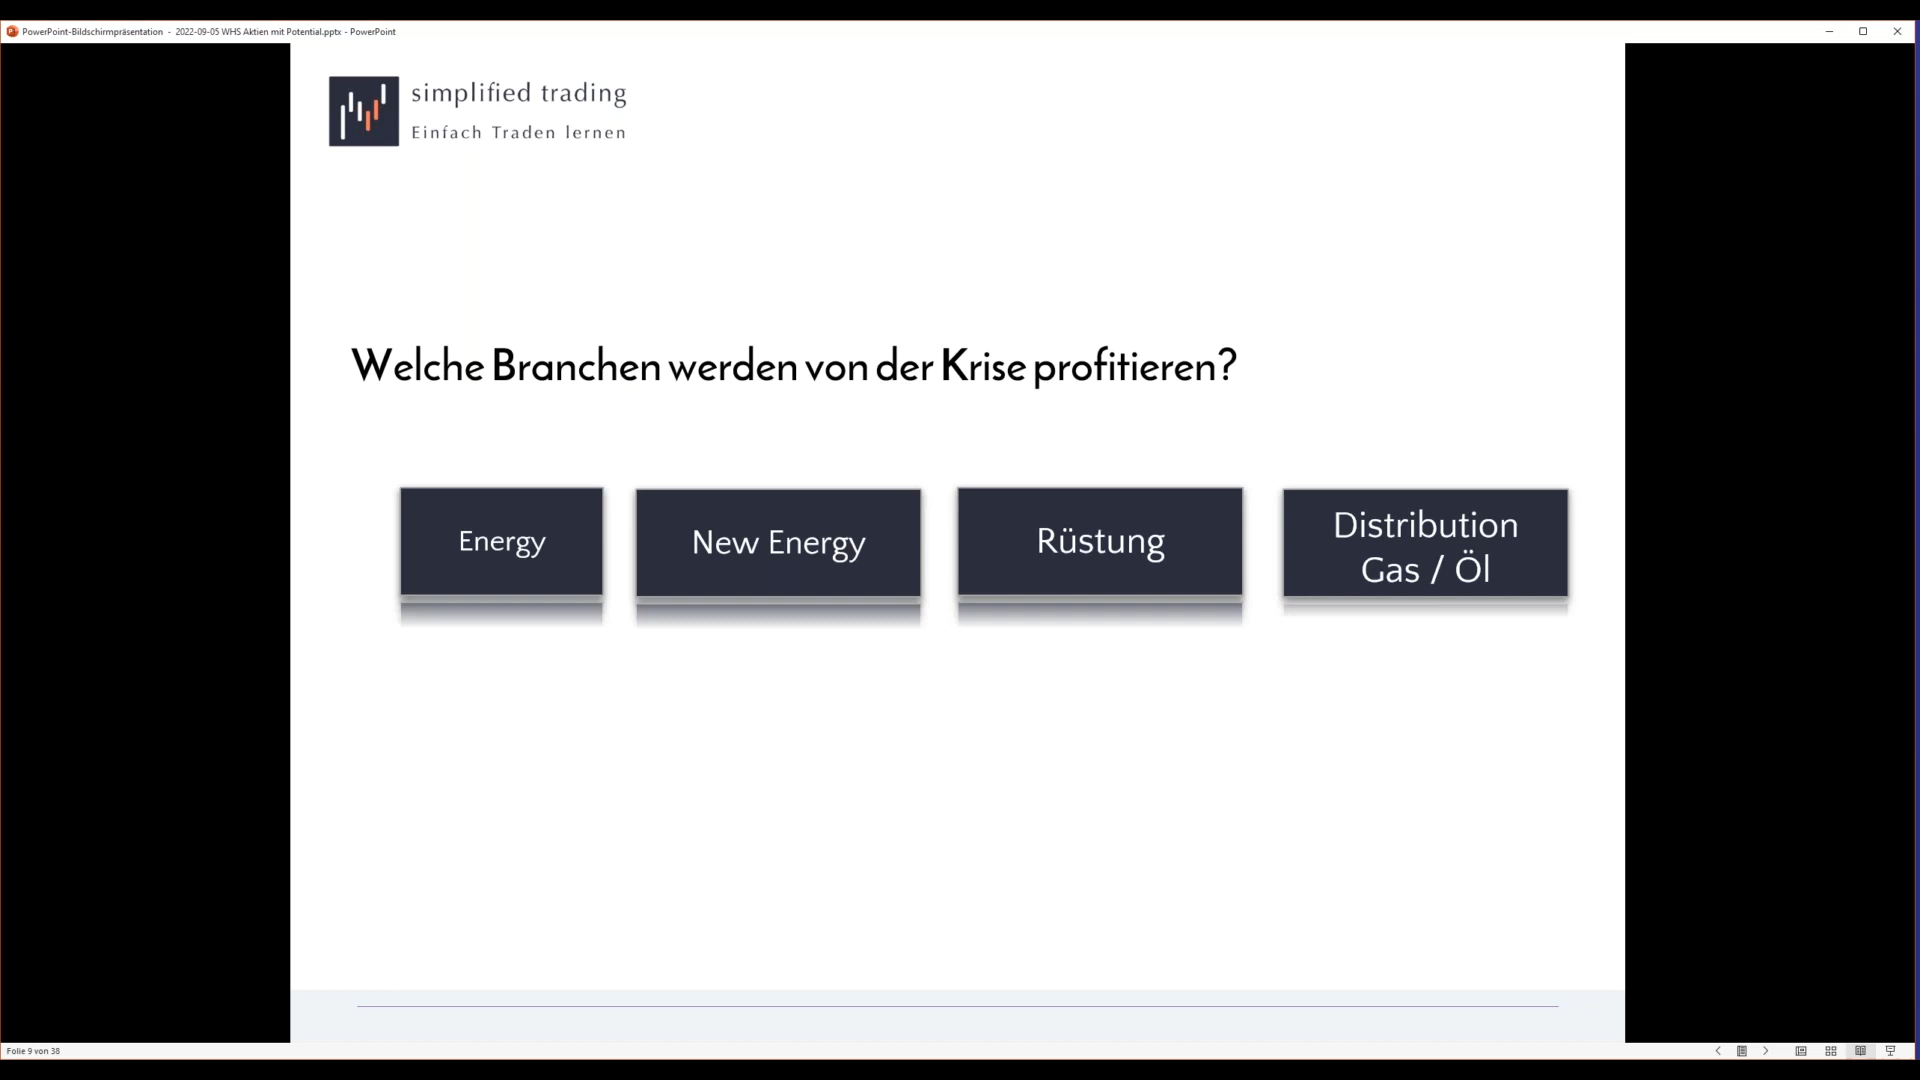 PowerPoint-Bildschirmpräsentation - 2022-09-05 WHS Aktien mit Potential.pptx - PowerPoint
simplified trading
Einfach Traden lernen
Welche Branchen werden von der Krise profitieren?
Energy
New Energy
Rüstung
Distribution
Gas / Öl
Folie 9 von 38